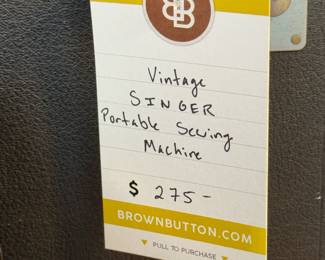 BB
Vintage
SINGER
Portable Sewing
Machine
$ 275-
BROWNBUTTON.COM
PULL TO PURCHASE